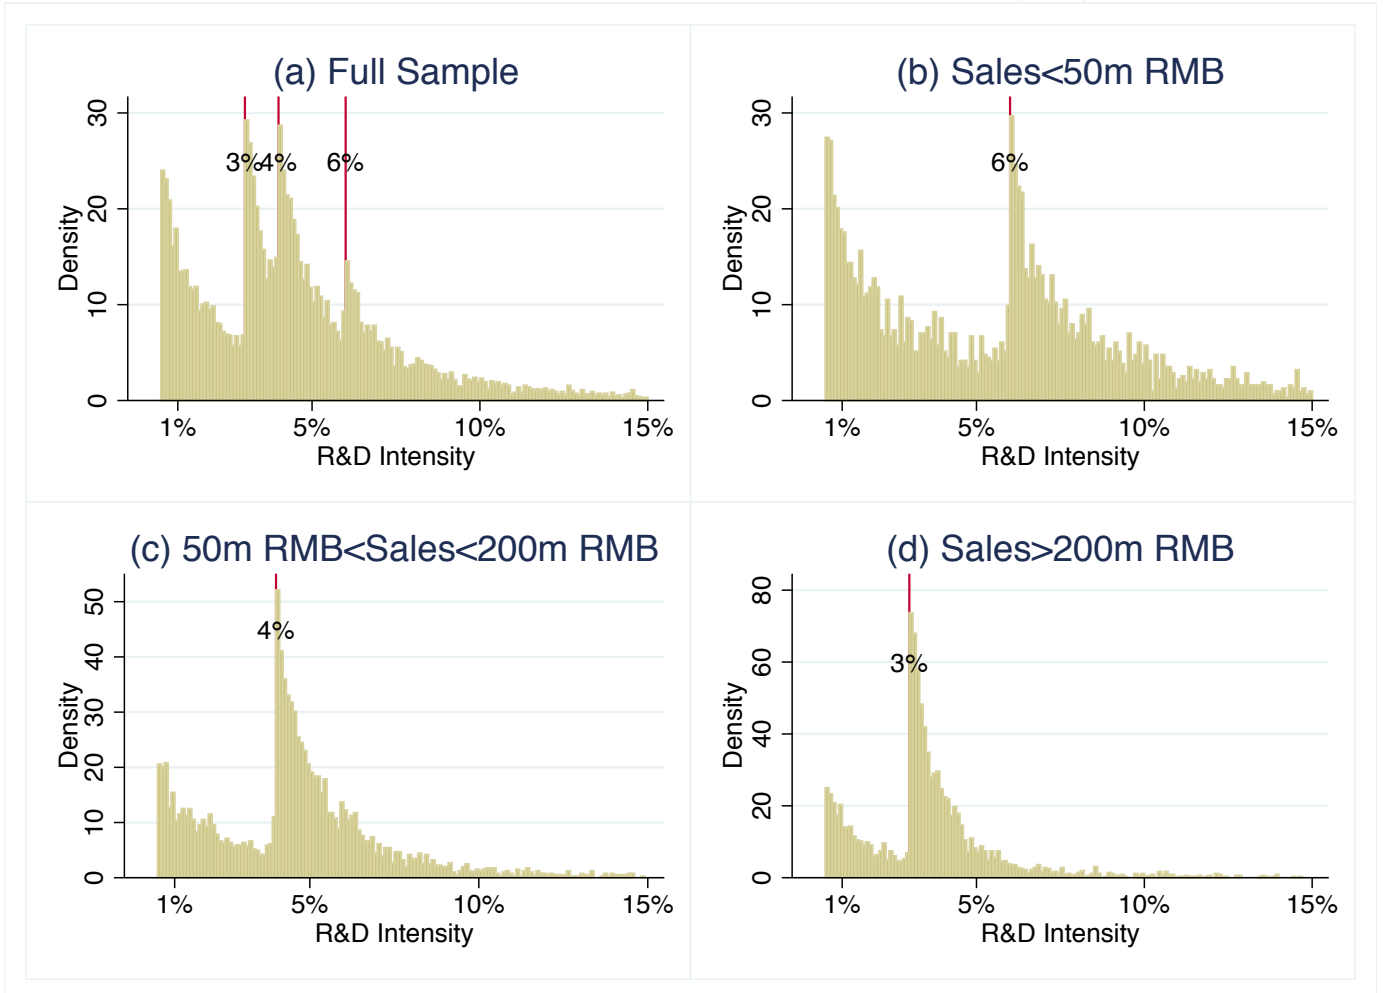 (a) Full Sample
Density
30
20
10
0
3% 4% 6%
1% 5% 10% 15%
R&D Intensity
(b) Sales<50m RMB
Density
30
20
10
0
6%
1% 5% 10% 15%
R&D Intensity
(c) 50m RMB<Sales<200m RMB
Density
50
40
30
20
10
0
4%
1% 5% 10% 15%
R&D Intensity
(d) Sales>200m RMB
Density
80
60
40
20
0
3%
1% 5% 10% 15%
R&D Intensity